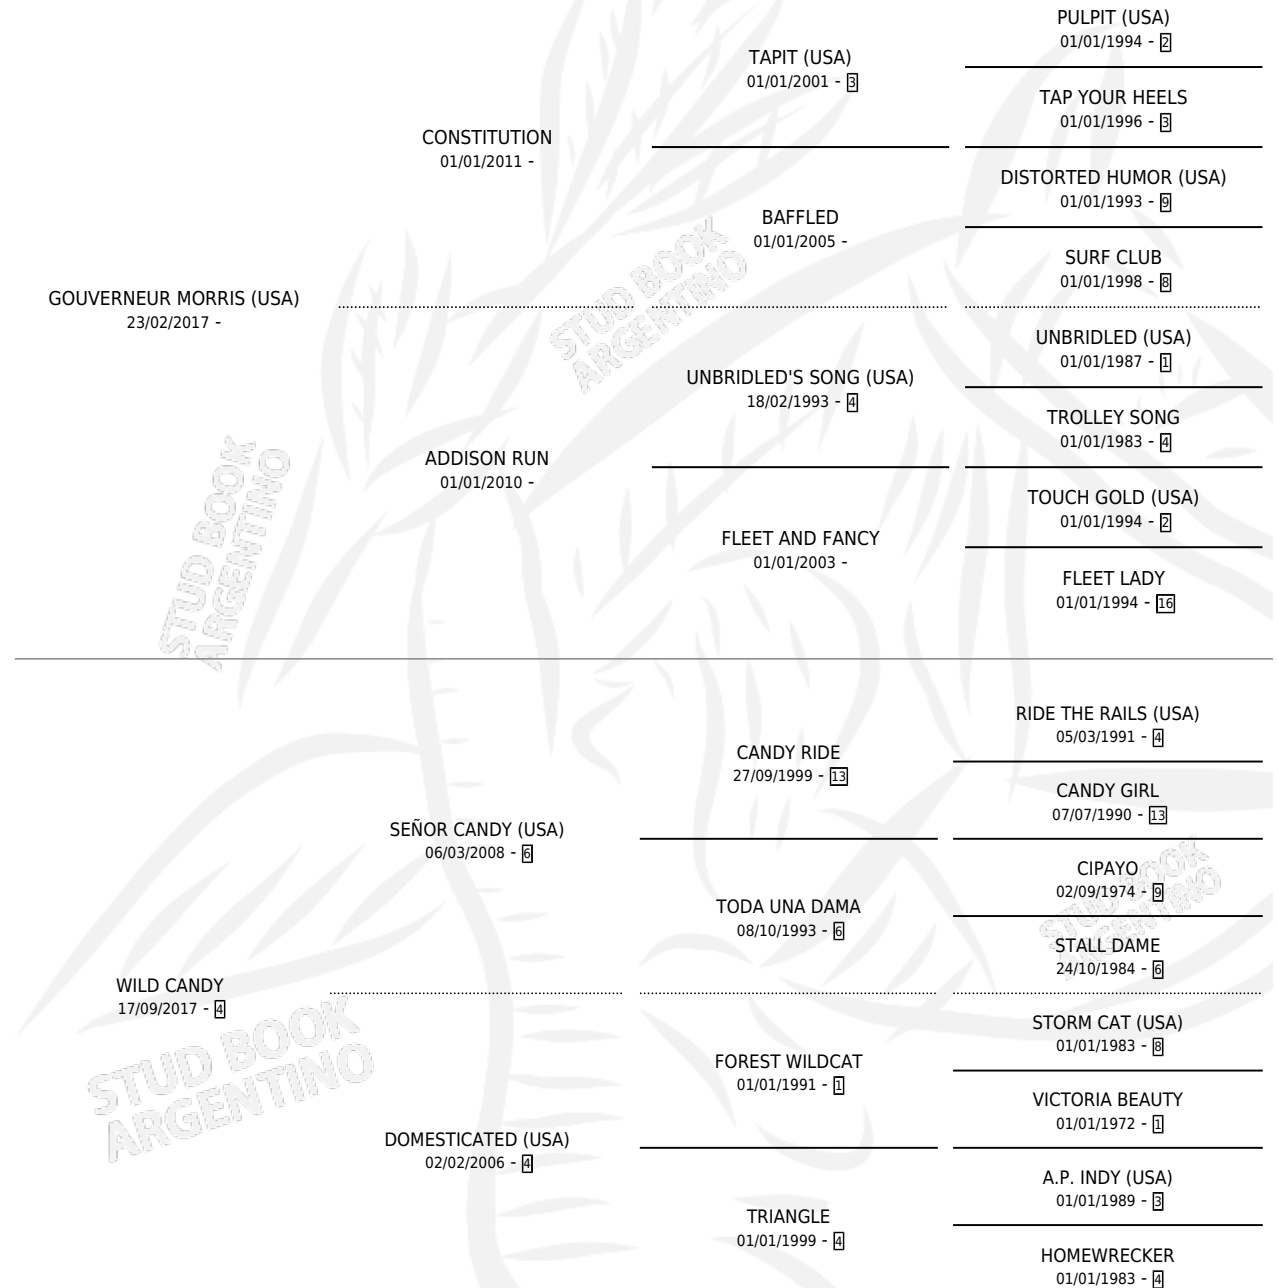 PULPIT (USA)
01/01/1994 - 2
TAPIT (USA)
01/01/2001 - 3
TAP YOUR HEELS
01/01/1996 - 3
CONSTITUTION
01/01/2011 -
DISTORTED HUMOR (USA)
01/01/1993 - 9
BAFFLED
01/01/2005 -
SURF CLUB
01/01/1998 - 8
GOUVERNEUR MORRIS (USA)
23/02/2017 -
UNBRIDLED (USA)
01/01/1987 - 1
UNBRIDLED'S SONG (USA)
18/02/1993 - 4
TROLLEY SONG
01/01/1983 - 4
ADDISON RUN
01/01/2010 -
TOUCH GOLD (USA)
01/01/1994 - 2
FLEET AND FANCY
01/01/2003 -
FLEET LADY
01/01/1994 - 16
STUD BOOK
ARGENTINO
STUD BOOK
ARGENTINO
RIDE THE RAILS (USA)
05/03/1991 - 4
CANDY RIDE
27/09/1999 - 13
CANDY GIRL
07/07/1990 - 13
SEÑOR CANDY (USA)
06/03/2008 - 6
CIPAYO
02/09/1974 - 9
TODA UNA DAMA
08/10/1993 - 6
STALL DAME
24/10/1984 - 6
WILD CANDY
17/09/2017 - 4
STORM CAT (USA)
01/01/1983 - 8
FOREST WILDCAT
01/01/1991 - 1
VICTORIA BEAUTY
01/01/1972 - 1
DOMESTICATED (USA)
02/02/2006 - 4
A.P. INDY (USA)
01/01/1989 - 3
TRIANGLE
01/01/1999 - 4
HOMEWRECKER
01/01/1983 - 4
STUD BOOK
ARGENTINO
STUD BOOK
ARGENTINO